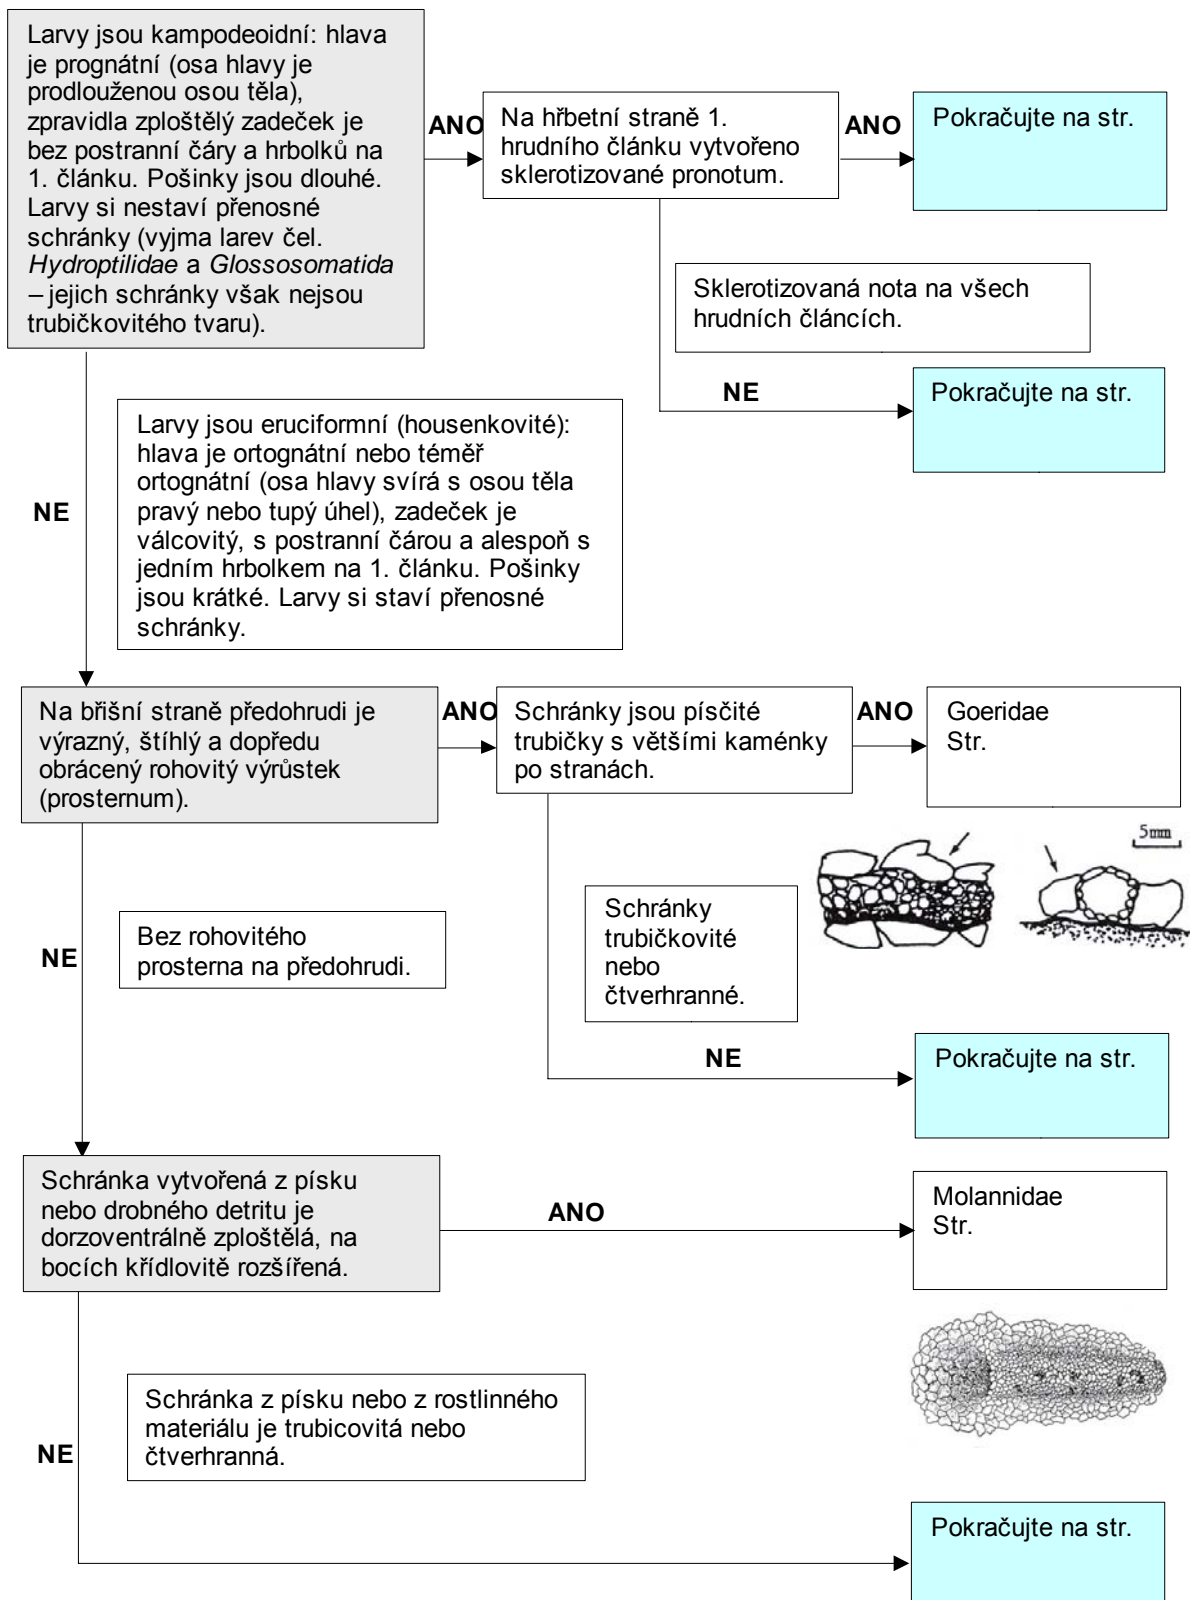 Larvy jsou kampodeoidní: hlava
je prognátní (osa hlavy je
prodlouženou osou těla),
zpravidla zploštělý zadeček je
bez postranní čáry a hrbolků na
1. článku. Pošinky jsou dlouhé.
Larvy si nestaví přenosné
schránky (vyjma larev čel.
Hydroptilidae a Glossosomatida
– jejich schránky však nejsou
trubičkovitého tvaru).
ANO
Na hřbetní straně 1.
hrudního článku vytvořeno
sklerotizované pronotum.
ANO
Pokračujte na str.
Sklerotizovaná nota na všech
hrudních článcích.
NE
Pokračujte na str.
NE
Larvy jsou eruciformní (housenkovité):
hlava je ortognátní nebo téměř
ortognátní (osa hlavy svírá s osou těla
pravý nebo tupý úhel), zadeček je
válcovitý, s postranní čárou a alespoň s
jedním hrbolkem na 1. článku. Pošinky
jsou krátké. Larvy si staví přenosné
schránky.
Na břišní straně předohrudi je
výrazný, štíhlý a dopředu
obrácený rohovitý výrůstek
(prosternum).
ANO
Schránky jsou písčité
trubičky s většími kaménky
po stranách.
ANO
Goeridae
Str.
5mm
Schránky
trubičkovité
nebo
čtverhranné.
NE
Pokračujte na str.
NE
Bez rohovitého
prosterna na předohrudi.
Schránka vytvořená z písku
nebo drobného detritu je
dorzoventrálně zploštělá, na
bocích křídlovitě rozšířená.
ANO
Molannidae
Str.
NE
Schránka z písku nebo z rostlinného
materiálu je trubicovitá nebo
čtverhranná.
Pokračujte na str.